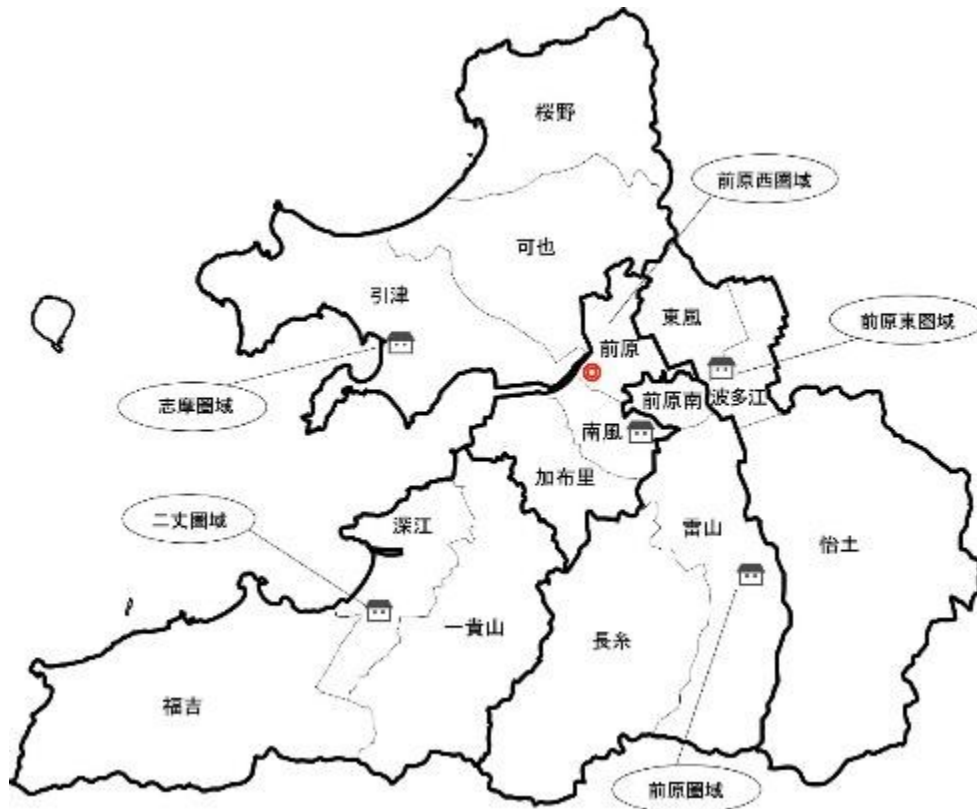 桜野
前原西圏域
可也
引津
東風
前原東圏域
前原
志摩圏域
前原南
波多江
南風
加布里
二丈圏域
深江
雷山
怡土
一貴山
長糸
福吉
前原圏域